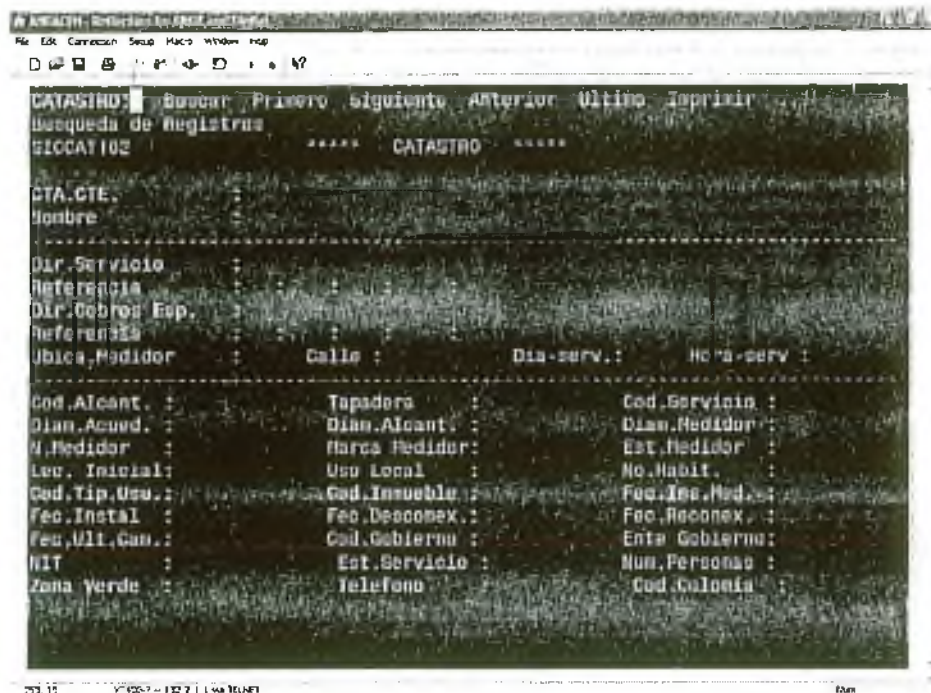 File Edit Connection Setup Macro Window Help
CATASTRO: Buscar Primero Siguiente Anterior Ultimo Imprimir
Busqueda de Registros
SICCAT102 ***** CATASTRO *****
CTA.CTE. :
Nombre :
Dir.Servicio :
Referencia : : : : :
Dir.Cobros Esp. :
Referencia : : : : :
Ubica.Medidor : Calle : Dia-serv.: Hora-serv :
Cod.Alcant. : Tapadera : Cod.Servicio :
Diam.Acued. : Diam.Alcant. : Diam.Medidor :
N.Medidor : Marca Medidor: Est.Medidor :
Lec. Inicial: Uso Local : No.Habit. :
Cod.Tip.Usu.: Cod.Inmueble : Fec.Ins.Med. :
Fec.Instal : Fec.Desconex.: Fec.Reconex. :
Fec.Ult.Cam.: Cod.Gobierno : Ente Gobierno:
NIT : Est.Servicio : Num.Personas :
Zona Verde : Telefono : Cod.Colonia :